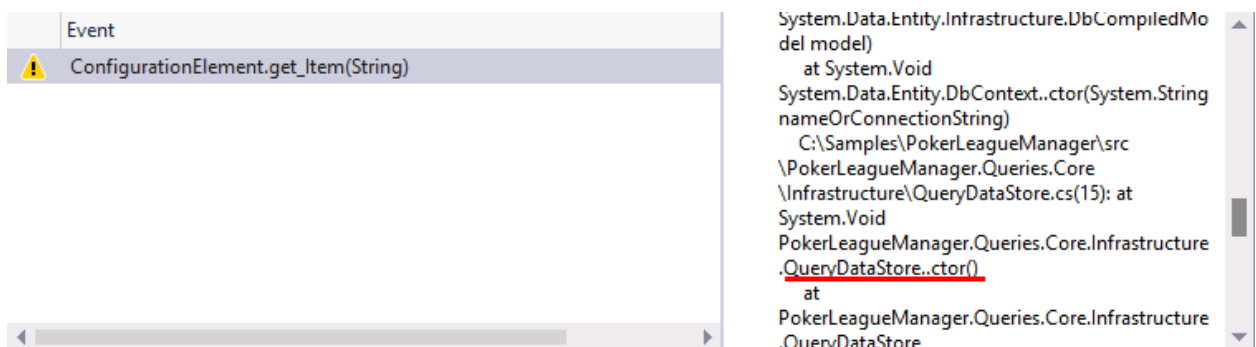 Event
ConfigurationElement.get_Item(String)
System.Data.Entity.Infrastructure.DbCompiledMo
del model)
at System.Void
System.Data.Entity.DbContext..ctor(System.String
nameOrConnectionString)
C:\Samples\PokerLeagueManager\src
\PokerLeagueManager.Queries.Core
\Infrastructure\QueryDataStore.cs(15): at
System.Void
PokerLeagueManager.Queries.Core.Infrastructure
.QueryDataStore..ctor()
at
PokerLeagueManager.Queries.Core.Infrastructure
.QueryDataStore